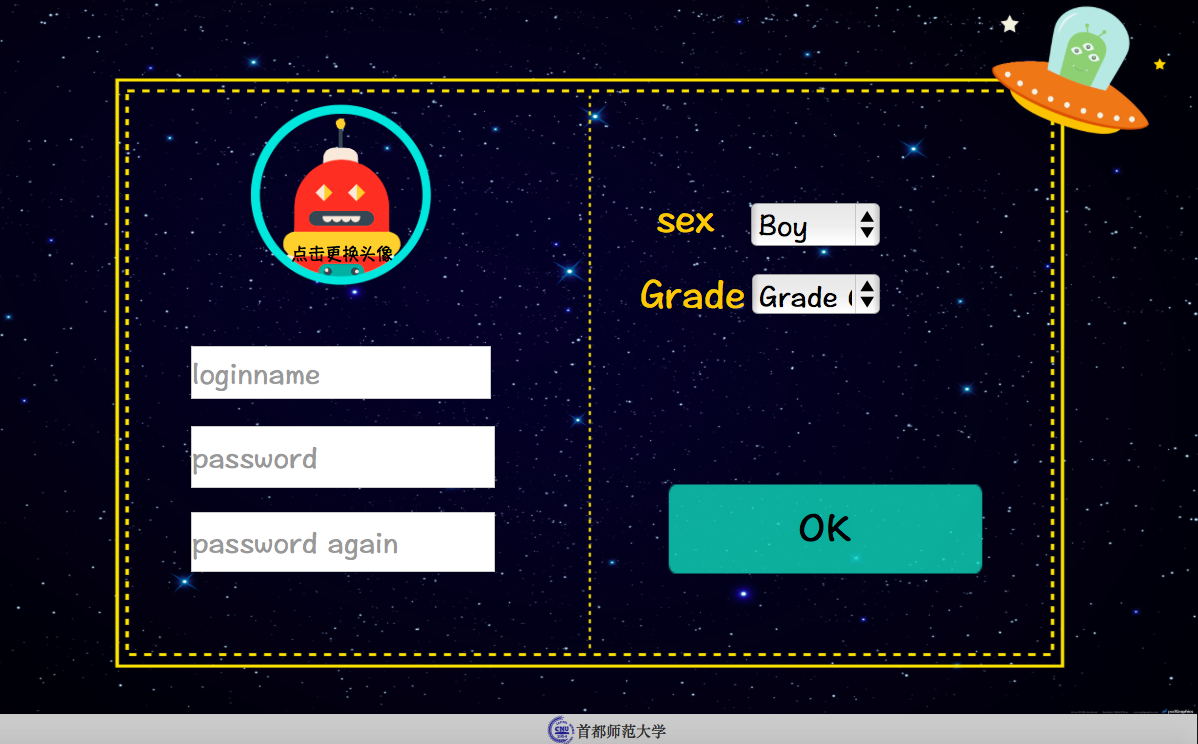 点击更换头像
loginname
password
password again
sex
Boy
Grade
Grade
OK
CNU
首都师范大学